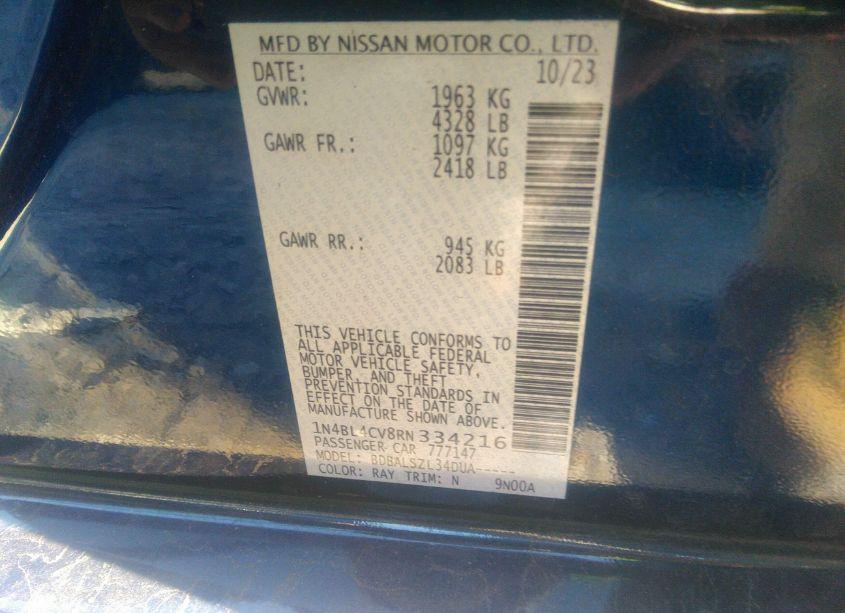 MFD BY NISSAN MOTOR CO., LTD.
DATE: 10/23
GVWR: 1963 KG
4328 LB
GAWR FR.: 1097 KG
2418 LB
GAWR RR.: 945 KG
2083 LB
THIS VEHICLE CONFORMS TO
ALL APPLICABLE FEDERAL
MOTOR VEHICLE SAFETY,
BUMPER, AND THEFT
PREVENTION STANDARDS IN
EFFECT ON THE DATE OF
MANUFACTURE SHOWN ABOVE.
1N4BL4CV8RN 334216
PASSENGER CAR 777147
MODEL:
COLOR: RAY TRIM: N 9N00A